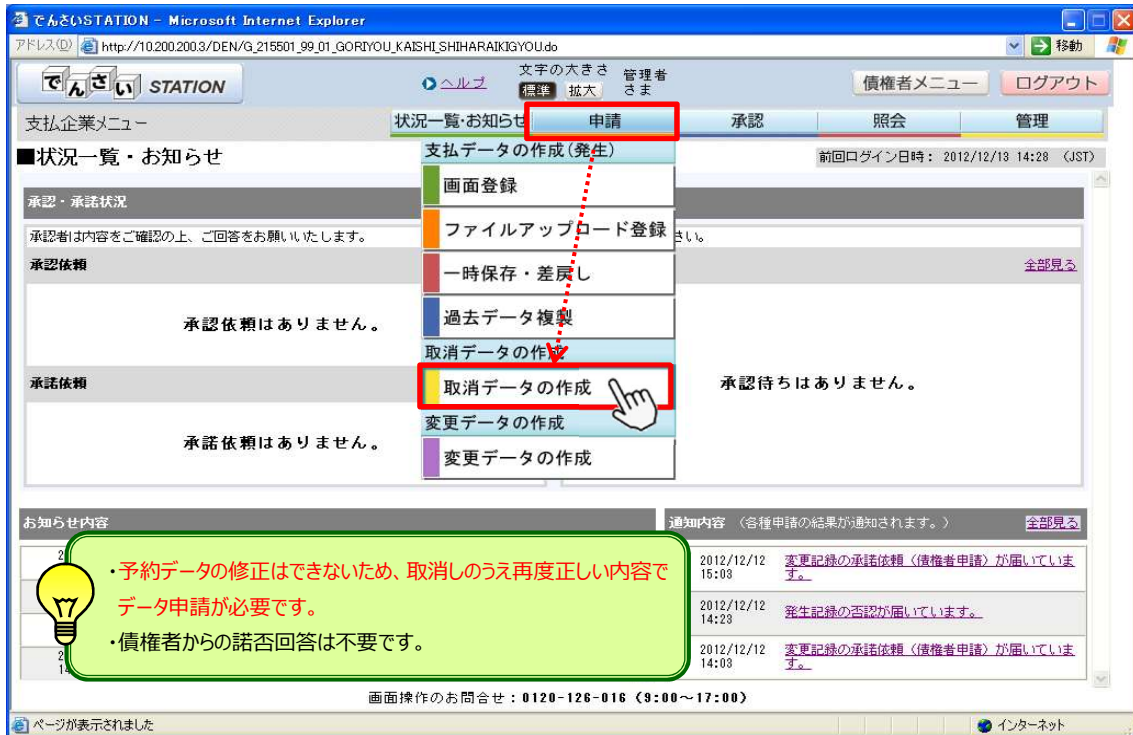 でんさいSTATION - Microsoft Internet Explorer
アドレス(D) http://10.200.200.3/DEN/G_215501_99_01_GORIYOU_KAISHI_SHIHARAIKIGYOU.do 移動
でんさい STATION ヘルプ 文字の大きさ 標準 拡大 管理者さま 債権者メニュー ログアウト
支払企業メニュー 状況一覧・お知らせ 申請 承認 照会 管理
■状況一覧・お知らせ 前回ログイン日時： 2012/12/13 14:28 (JST)
支払データの作成(発生)
画面登録
ファイルアップロード登録
一時保存・差戻し
過去データ複製
取消データの作成
取消データの作成
変更データの作成
変更データの作成
承認・承諾状況
承認者は内容をご確認の上、ご回答をお願いいたします。 さい。
承認依頼 全部見る
承認依頼はありません。
承諾依頼
承認待ちはありません。
承諾依頼はありません。
お知らせ内容
通知内容 （各種申請の結果が通知されます。） 全部見る
2012/12/12 15:03 変更記録の承諾依頼（債権者申請）が届いています。
2012/12/12 14:23 発生記録の否認が届いています。
2012/12/12 14:03 変更記録の承諾依頼（債権者申請）が届いています。
・予約データの修正はできないため、取消しのうえ再度正しい内容で
データ申請が必要です。
・債権者からの諾否回答は不要です。
画面操作のお問合せ：0120-126-016（9:00～17:00）
ページが表示されました インターネット